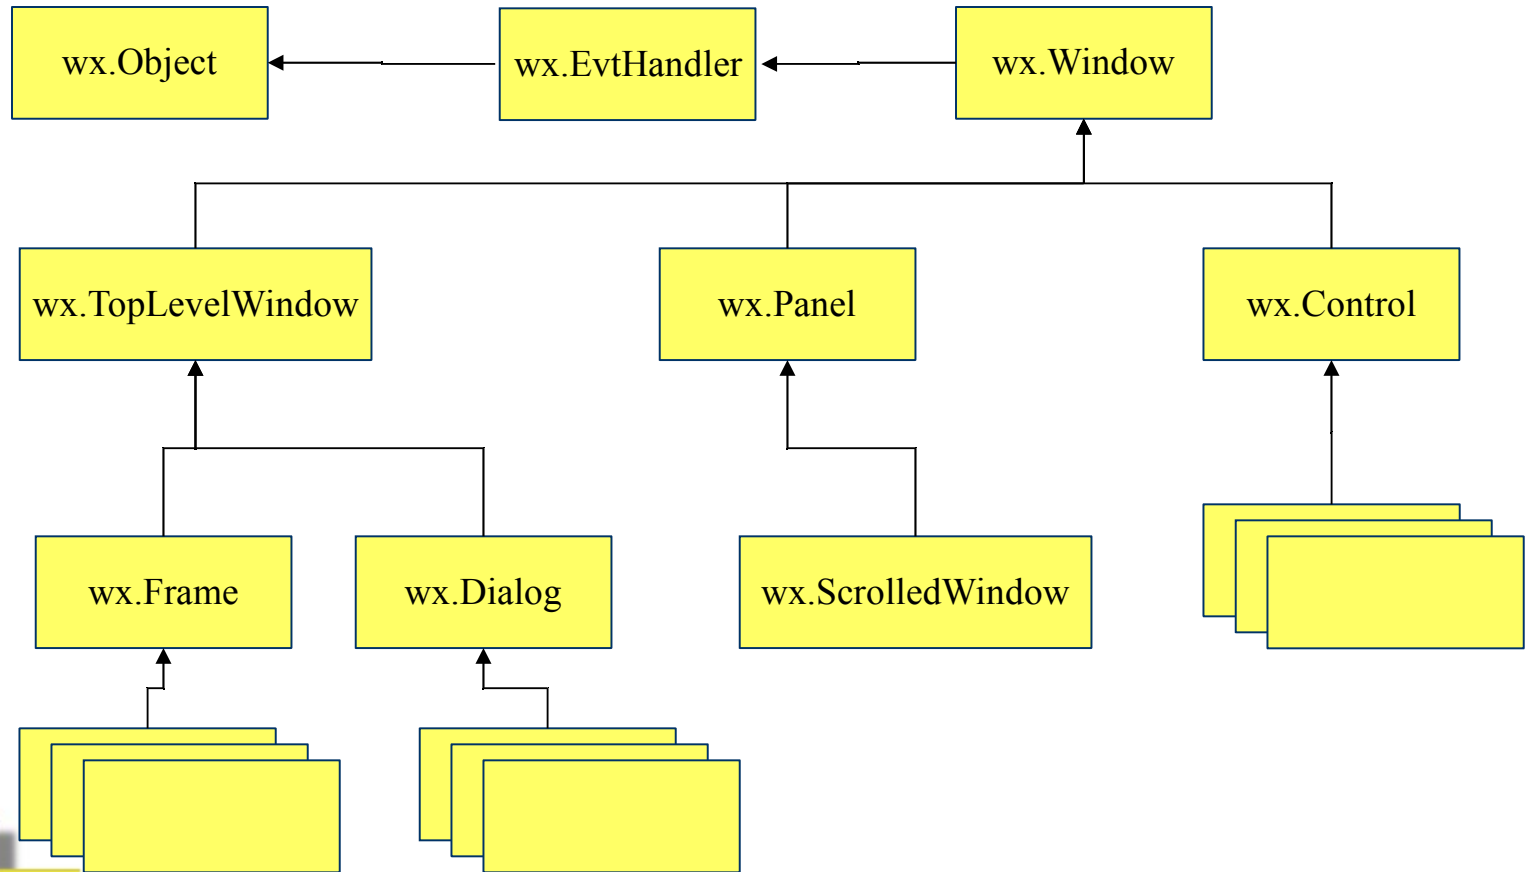 wx.Object
wx.EvtHandler
wx.Window
wx.TopLevelWindow
wx.Panel
wx.Control
wx.Frame
wx.Dialog
wx.ScrolledWindow